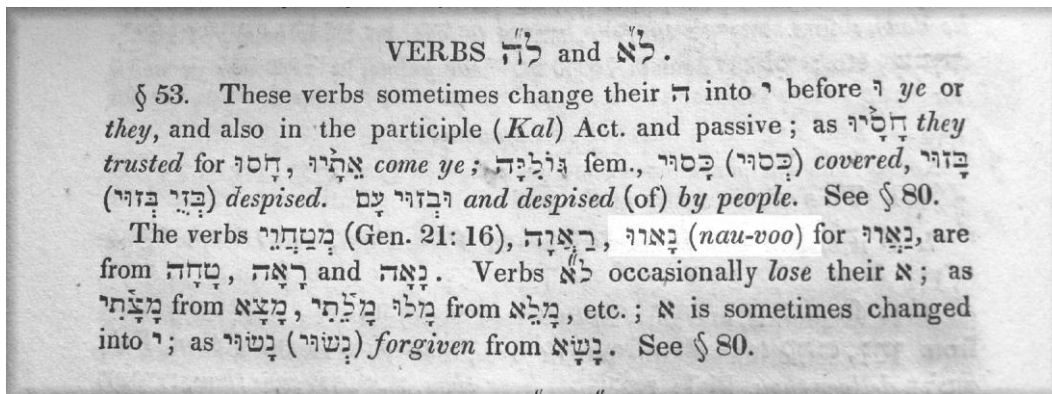 VERBS ל״ה and ל״א.
§ 53. These verbs sometimes change their ה into י before וּ ye or
they, and also in the participle (Kal) Act. and passive; as חָסָיוּ they
trusted for חָסוּ, אֵתָיוּ come ye; גּוֹלִיָּה fem., כָּסוּי (כְּסוּי) covered, בָּזוּי
(בְּזֻי בְּזוּי) despised. וּבְזוּי עָם and despised (of) by people. See § 80.
The verbs מְטַחֲוֵי (Gen. 21: 16), רַאֲוָה, נָאווּ (nau-voo) for נַאֲווּ, are
from טָחָה, רָאָה and נָאָה. Verbs ל״א occasionally lose their א; as
מָצָתִי from מָצָא, מָלוּ מָלֵתִי from מָלֵא, etc.; א is sometimes changed
into י; as נָשׂוּי (נְשׂוּי) forgiven from נָשָׂא. See § 80.